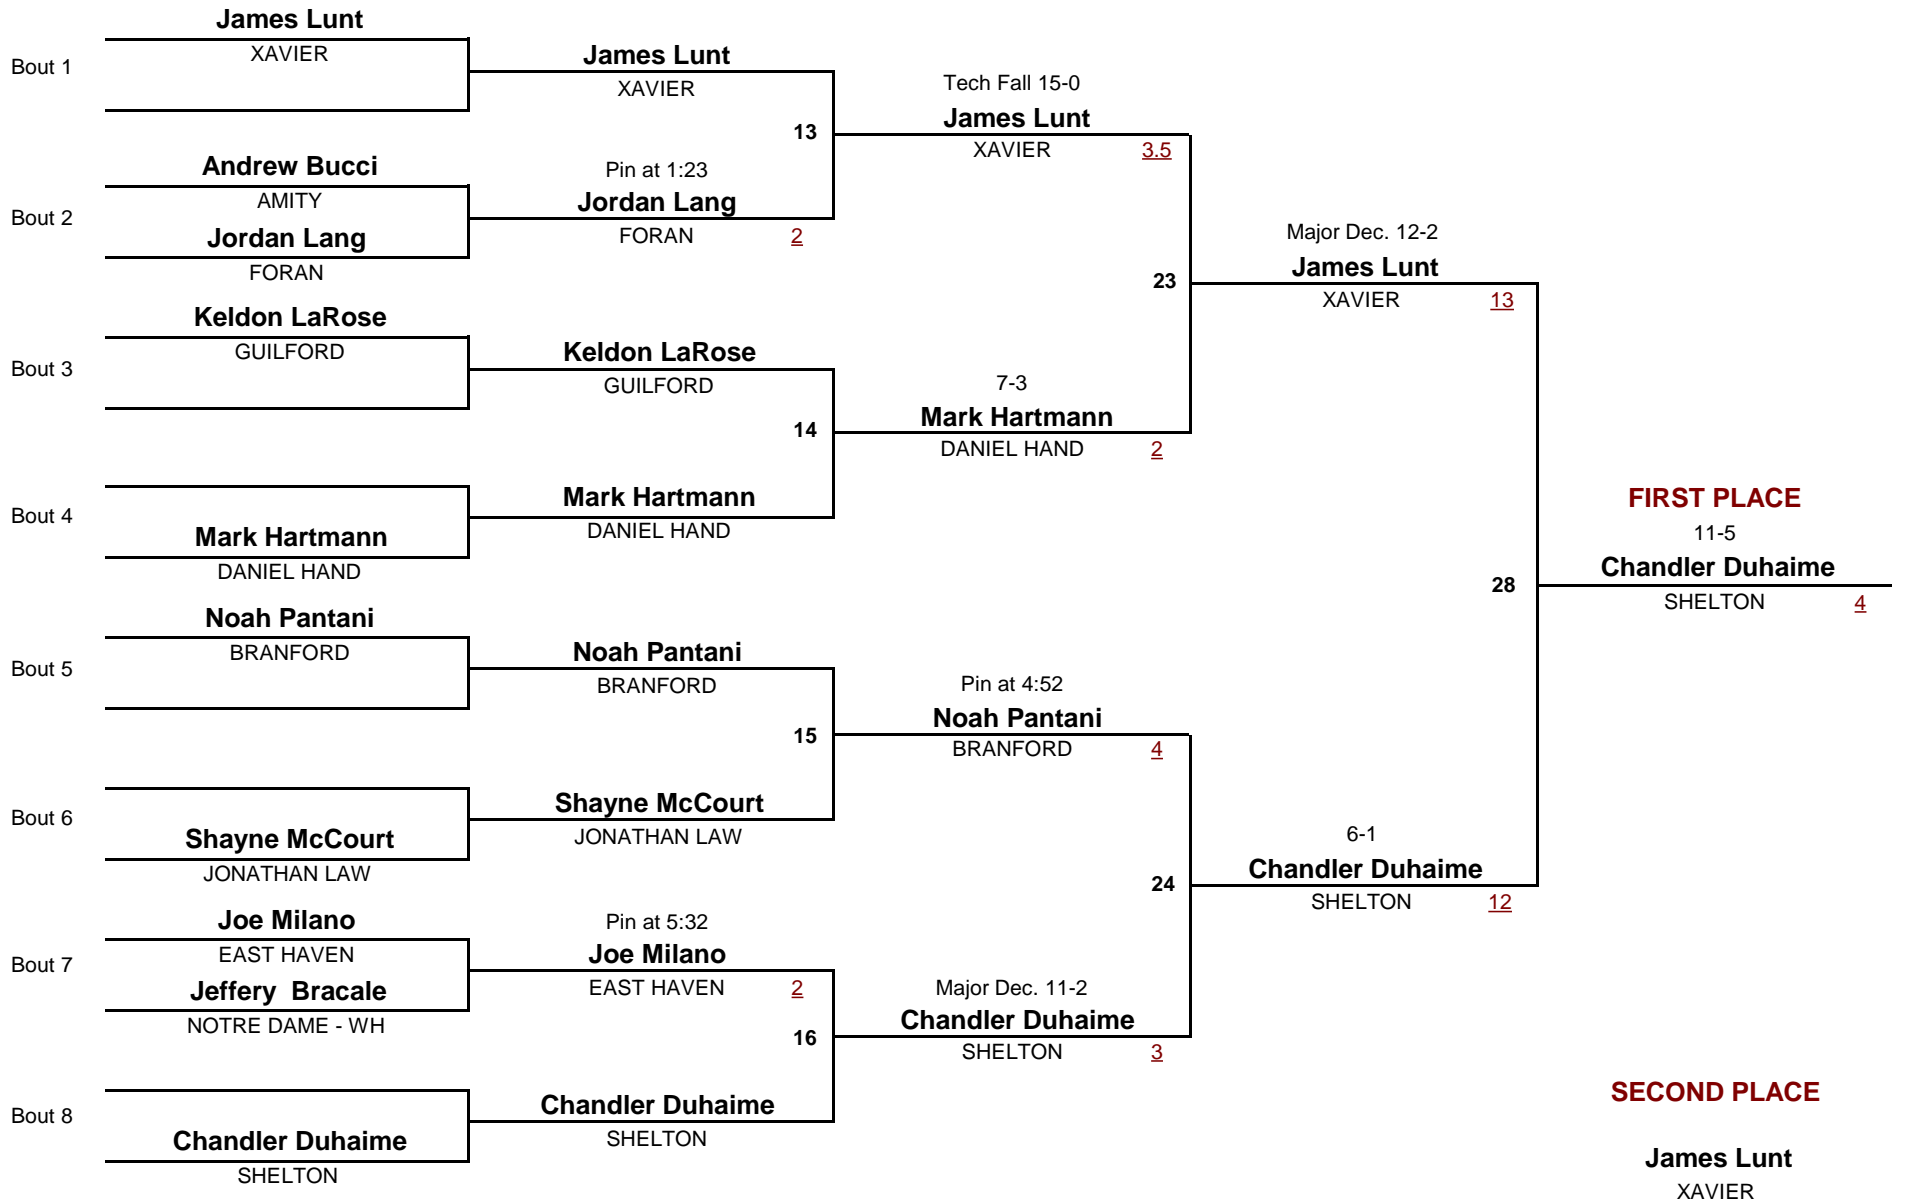 James Lunt
Bout 1
XAVIER
Andrew Bucci
Bout 2
AMITY
Jordan Lang
FORAN
Keldon LaRose
Bout 3
GUILFORD
Bout 4
Mark Hartmann
DANIEL HAND
Noah Pantani
Bout 5
BRANFORD
Bout 6
Shayne McCourt
JONATHAN LAW
Joe Milano
Bout 7
EAST HAVEN
Jeffery  Bracale
NOTRE DAME - WH
Bout 8
Chandler Duhaime
SHELTON
James Lunt
XAVIER
13
Pin at 1:23
Jordan Lang
FORAN 2
Keldon LaRose
GUILFORD
14
Mark Hartmann
DANIEL HAND
Noah Pantani
BRANFORD
15
Shayne McCourt
JONATHAN LAW
Pin at 5:32
Joe Milano
EAST HAVEN 2
16
Chandler Duhaime
SHELTON
Tech Fall 15-0
James Lunt
XAVIER 3.5
23
7-3
Mark Hartmann
DANIEL HAND 2
Pin at 4:52
Noah Pantani
BRANFORD 4
24
Major Dec. 11-2
Chandler Duhaime
SHELTON 3
Major Dec. 12-2
James Lunt
XAVIER 13
28
6-1
Chandler Duhaime
SHELTON 12
FIRST PLACE
11-5
Chandler Duhaime
SHELTON 4
SECOND PLACE
James Lunt
XAVIER